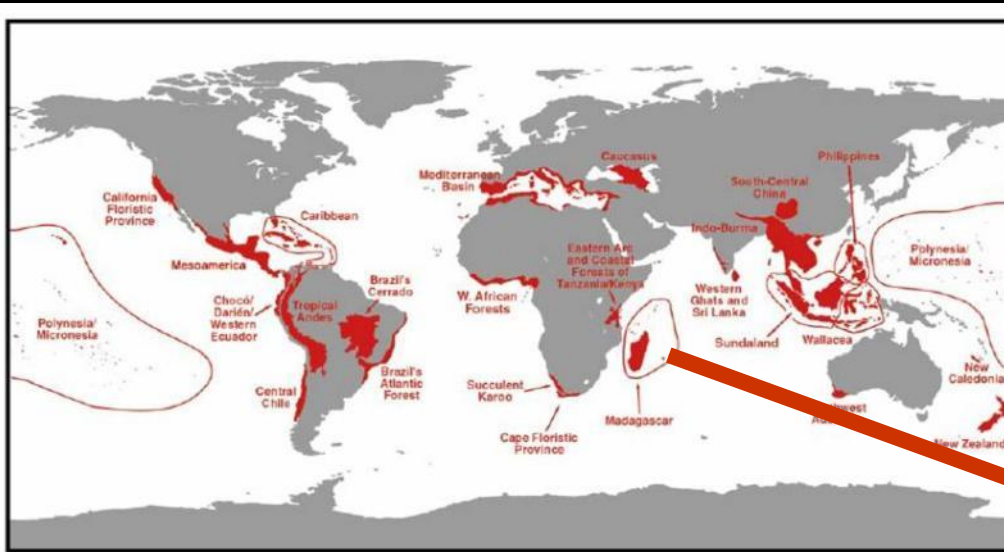 Caucasus
Philippines
Mediterranean
Basin
South-Central
China
California
Floristic
Province
Caribbean
Indo-Burma
Eastern Arc
and Coastal
Forests of
Tanzania/Kenya
Polynesia/
Micronesia
Mesoamerica
Brazil's
Cerrado
W. African
Forests
Western
Ghats and
Sri Lanka
Chocó/
Darién/
Western
Ecuador
Tropical
Andes
Polynesia/
Micronesia
Sundaland
Wallacea
New
Caledonia
Brazil's
Atlantic
Forest
Central
Chile
Succulent
Karoo
Madagascar
Cape Floristic
Province
New Zealand